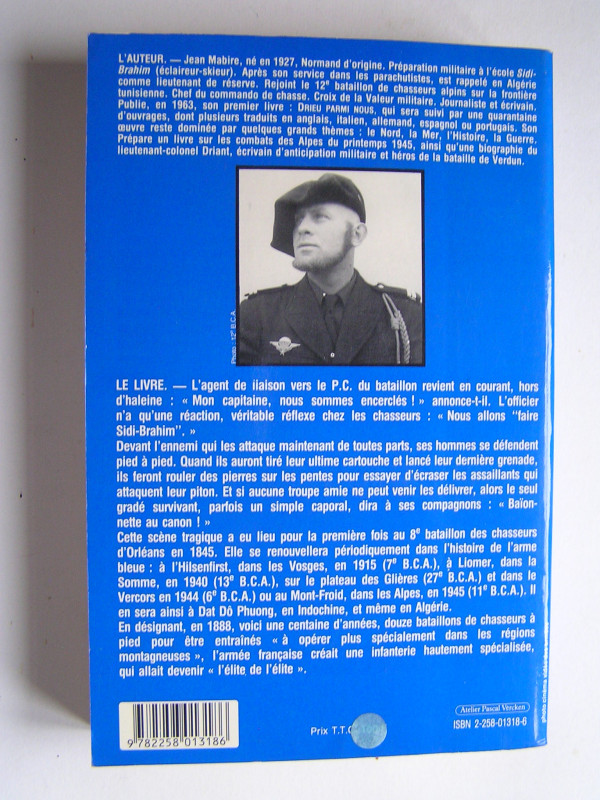 L'AUTEUR. — Jean Mabire, né en 1927, Normand d'origine. Préparation militaire à l'école Sidi-
Brahim (éclaireur-skieur). Après son service dans les parachutistes, est rappelé en Algérie
comme lieutenant de réserve. Rejoint le 12e bataillon de chasseurs alpins sur la frontière
tunisienne. Chef du commando de chasse. Croix de la Valeur militaire. Journaliste et écrivain.
Publie, en 1963, son premier livre : DRIEU PARMI NOUS, qui sera suivi par une quarantaine
d'ouvrages, dont plusieurs traduits en anglais, italien, allemand, espagnol ou portugais. Son
œuvre reste dominée par quelques grands thèmes : le Nord, la Mer, l'Histoire, la Guerre.
Prépare un livre sur les combats des Alpes du printemps 1945, ainsi qu'une biographie du
lieutenant-colonel Driant, écrivain d'anticipation militaire et héros de la bataille de Verdun.
Photo : 12e B.C.A.
LE LIVRE. — L'agent de liaison vers le P.C. du bataillon revient en courant, hors
d'haleine : « Mon capitaine, nous sommes encerclés ! » annonce-t-il. L'officier
n'a qu'une réaction, véritable réflexe chez les chasseurs : « Nous allons "faire
Sidi-Brahim". »
Devant l'ennemi qui les attaque maintenant de toutes parts, ses hommes se défendent
pied à pied. Quand ils auront tiré leur ultime cartouche et lancé leur dernière grenade,
ils feront rouler des pierres sur les pentes pour essayer d'écraser les assaillants qui
attaquent leur piton. Et si aucune troupe amie ne peut venir les délivrer, alors le seul
gradé survivant, parfois un simple caporal, dira à ses compagnons : « Baïon-
nette au canon ! »
Cette scène tragique a eu lieu pour la première fois au 8e bataillon des chasseurs
d'Orléans en 1845. Elle se renouvellera périodiquement dans l'histoire de l'arme
bleue : à l'Hilsenfirst, dans les Vosges, en 1915 (7e B.C.A.), à Liomer, dans la
Somme, en 1940 (13e B.C.A.), sur le plateau des Glières (27e B.C.A.) et dans le
Vercors en 1944 (6e B.C.A.) ou au Mont-Froid, dans les Alpes, en 1945 (11e B.C.A.). Il
en sera ainsi à Dat Dô Phuong, en Indochine, et même en Algérie.
En désignant, en 1888, voici une centaine d'années, douze bataillons de chasseurs à
pied pour être entraînés « à opérer plus spécialement dans les régions
montagneuses », l'armée française créait une infanterie hautement spécialisée,
qui allait devenir « l'élite de l'élite ».
Atelier Pascal Vercken
ISBN 2-258-01318-6
9782258013186
Prix T.T.C.
photo cinéma